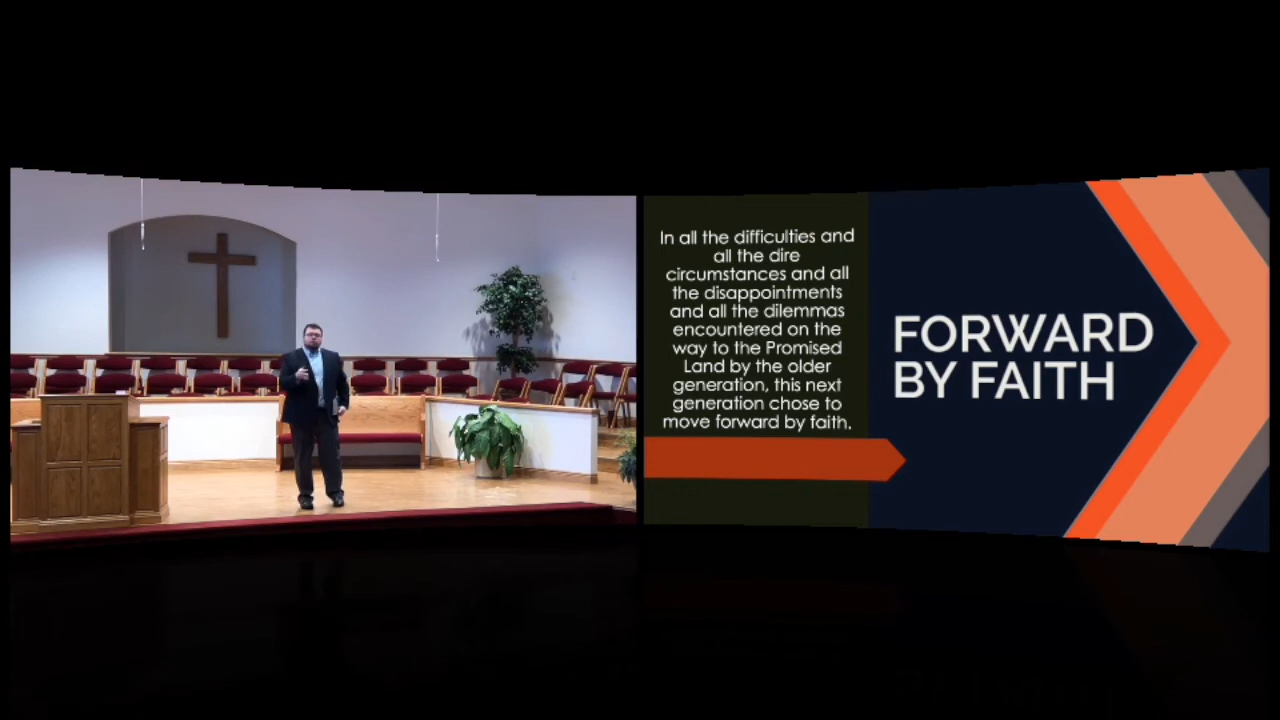 In all the difficulties and
all the dire
circumstances and all
the disappointments
and all the dilemmas
encountered on the
way to the Promised
Land by the older
generation, this next
generation chose to
move forward by faith.
FORWARD
BY FAITH